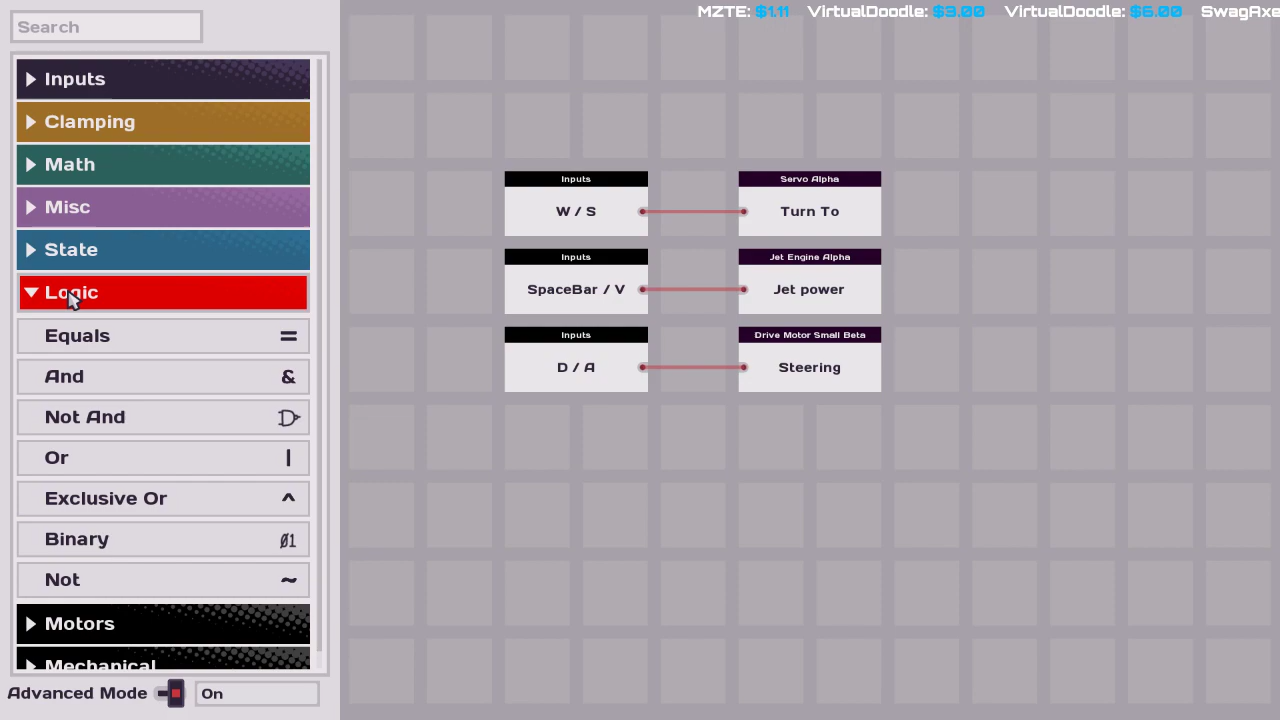 Search
MZTE: $1.11 VirtualDoodle: $3.00 VirtualDoodle: $6.00 SwagAxe
Inputs
Clamping
Math
Misc
State
Logic
Equals =
And &
Not And
Or |
Exclusive Or ^
Binary 01
Not ~
Motors
Mechanical
Advanced Mode On
Inputs
W / S
Servo Alpha
Turn To
Inputs
SpaceBar / V
Jet Engine Alpha
Jet power
Inputs
D / A
Drive Motor Small Beta
Steering